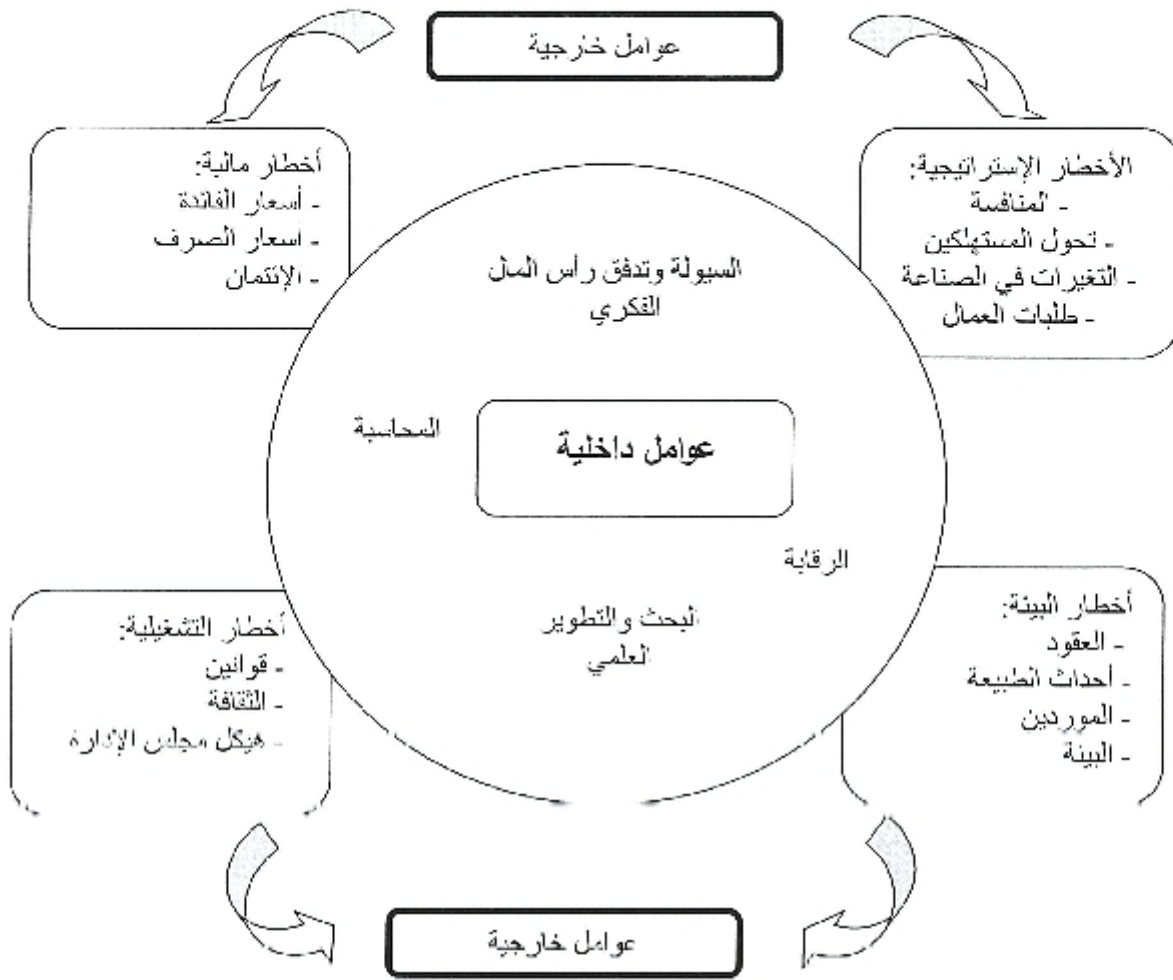 عوامل خارجية
الأخطار الإستراتيجية:
- المنافسة
- تحول المستهلكين
- التغيرات في الصناعة
- طلبات العمال
أخطار مالية:
- أسعار الفائدة
- أسعار الصرف
- الإئتمان
السيولة وتدفق رأس المال
الفكري
عوامل داخلية
المحاسبة
الرقابة
البحث والتطوير
العلمي
أخطار البيئة:
- العقود
- أحداث الطبيعة
- الموردين
- البيئة
أخطار التشغيلية:
- قوانين
- الثقافة
- هيكل مجلس الإدارة
عوامل خارجية